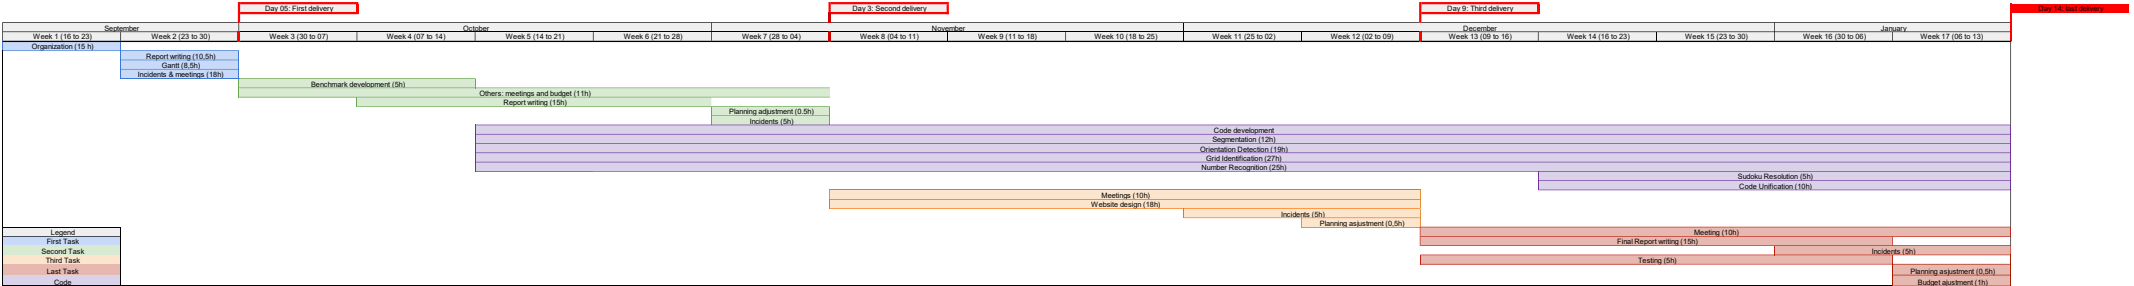 Day 05: First delivery
Day 3: Second delivery
Day 9: Third delivery
Day 14: last delivery
September
October
November
December
January
Week 1 (16 to 23)
Week 2 (23 to 30)
Week 3 (30 to 07)
Week 4 (07 to 14)
Week 5 (14 to 21)
Week 6 (21 to 28)
Week 7 (28 to 04)
Week 8 (04 to 11)
Week 9 (11 to 18)
Week 10 (18 to 25)
Week 11 (25 to 02)
Week 12 (02 to 09)
Week 13 (09 to 16)
Week 14 (16 to 23)
Week 15 (23 to 30)
Week 16 (30 to 06)
Week 17 (06 to 13)
Organization (15 h)
Report writing (10,5h)
Gantt (8,5h)
Incidents & meetings (18h)
Benchmark development (5h)
Others: meetings and budget (11h)
Report writing (15h)
Planning adjustment (0.5h)
Incidents (5h)
Code development
Segmentation (12h)
Orientation Detection (19h)
Grid Identification (27h)
Number Recognition (25h)
Sudoku Resolution (5h)
Code Unification (10h)
Meetings (10h)
Website design (18h)
Incidents (5h)
Planning asjustment (0,5h)
Legend
First Task
Second Task
Third Task
Last Task
Code
Meeting (10h)
Final Report writing (15h)
Incidents (5h)
Testing (5h)
Planning asjustment (0,5h)
Budget ajustment (1h)